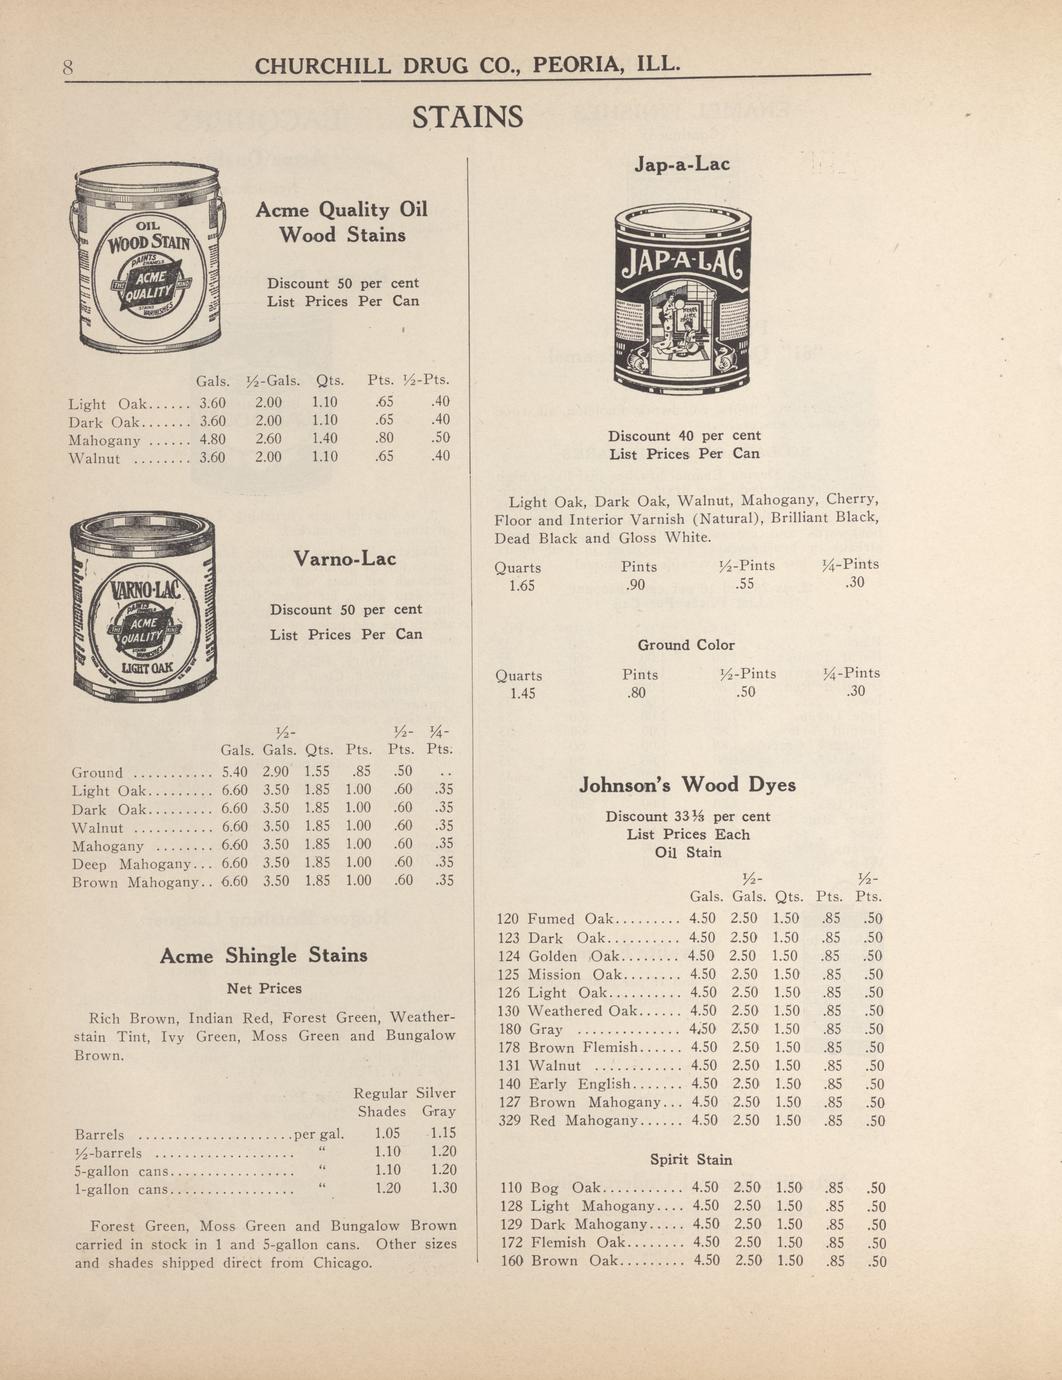 8
CHURCHILL DRUG CO., PEORIA, ILL.
STAINS
OIL
WOOD STAIN
PAINTS
ENAMELS
THE
ACME
QUALITY
KIND
STAINS
VARNISHES
Acme Quality Oil
Wood Stains
Discount 50 per cent
List Prices Per Can
Gals. ½-Gals. Qts. Pts. ½-Pts.
Light Oak...... 3.60 2.00 1.10 .65 .40
Dark Oak....... 3.60 2.00 1.10 .65 .40
Mahogany ...... 4.80 2.60 1.40 .80 .50
Walnut ........ 3.60 2.00 1.10 .65 .40
VARNO-LAC
PAINTS
ACME
QUALITY
LIGHT OAK
Varno-Lac
Discount 50 per cent
List Prices Per Can
½- ½- ¼-
Gals. Gals. Qts. Pts. Pts. Pts.
Ground ........... 5.40 2.90 1.55 .85 .50 ..
Light Oak......... 6.60 3.50 1.85 1.00 .60 .35
Dark Oak......... 6.60 3.50 1.85 1.00 .60 .35
Walnut ........... 6.60 3.50 1.85 1.00 .60 .35
Mahogany ........ 6.60 3.50 1.85 1.00 .60 .35
Deep Mahogany... 6.60 3.50 1.85 1.00 .60 .35
Brown Mahogany.. 6.60 3.50 1.85 1.00 .60 .35
Acme Shingle Stains
Net Prices
Rich Brown, Indian Red, Forest Green, Weather-
stain Tint, Ivy Green, Moss Green and Bungalow
Brown.
Regular Silver
Shades Gray
Barrels .....................per gal. 1.05 1.15
½-barrels ................... “ 1.10 1.20
5-gallon cans................. “ 1.10 1.20
1-gallon cans................. “ 1.20 1.30
Forest Green, Moss Green and Bungalow Brown
carried in stock in 1 and 5-gallon cans. Other sizes
and shades shipped direct from Chicago.
Jap-a-Lac
JAP-A-LAC
Discount 40 per cent
List Prices Per Can
Light Oak, Dark Oak, Walnut, Mahogany, Cherry,
Floor and Interior Varnish (Natural), Brilliant Black,
Dead Black and Gloss White.
Quarts Pints ½-Pints ¼-Pints
1.65 .90 .55 .30
Ground Color
Quarts Pints ½-Pints ¼-Pints
1.45 .80 .50 .30
Johnson's Wood Dyes
Discount 33⅓ per cent
List Prices Each
Oil Stain
½- ½-
Gals. Gals. Qts. Pts. Pts.
120 Fumed Oak......... 4.50 2.50 1.50 .85 .50
123 Dark Oak.......... 4.50 2.50 1.50 .85 .50
124 Golden Oak........ 4.50 2.50 1.50 .85 .50
125 Mission Oak........ 4.50 2.50 1.50 .85 .50
126 Light Oak.......... 4.50 2.50 1.50 .85 .50
130 Weathered Oak...... 4.50 2.50 1.50 .85 .50
180 Gray .............. 4.50 2.50 1.50 .85 .50
178 Brown Flemish...... 4.50 2.50 1.50 .85 .50
131 Walnut ............ 4.50 2.50 1.50 .85 .50
140 Early English....... 4.50 2.50 1.50 .85 .50
127 Brown Mahogany... 4.50 2.50 1.50 .85 .50
329 Red Mahogany...... 4.50 2.50 1.50 .85 .50
Spirit Stain
110 Bog Oak........... 4.50 2.50 1.50 .85 .50
128 Light Mahogany.... 4.50 2.50 1.50 .85 .50
129 Dark Mahogany..... 4.50 2.50 1.50 .85 .50
172 Flemish Oak........ 4.50 2.50 1.50 .85 .50
160 Brown Oak......... 4.50 2.50 1.50 .85 .50